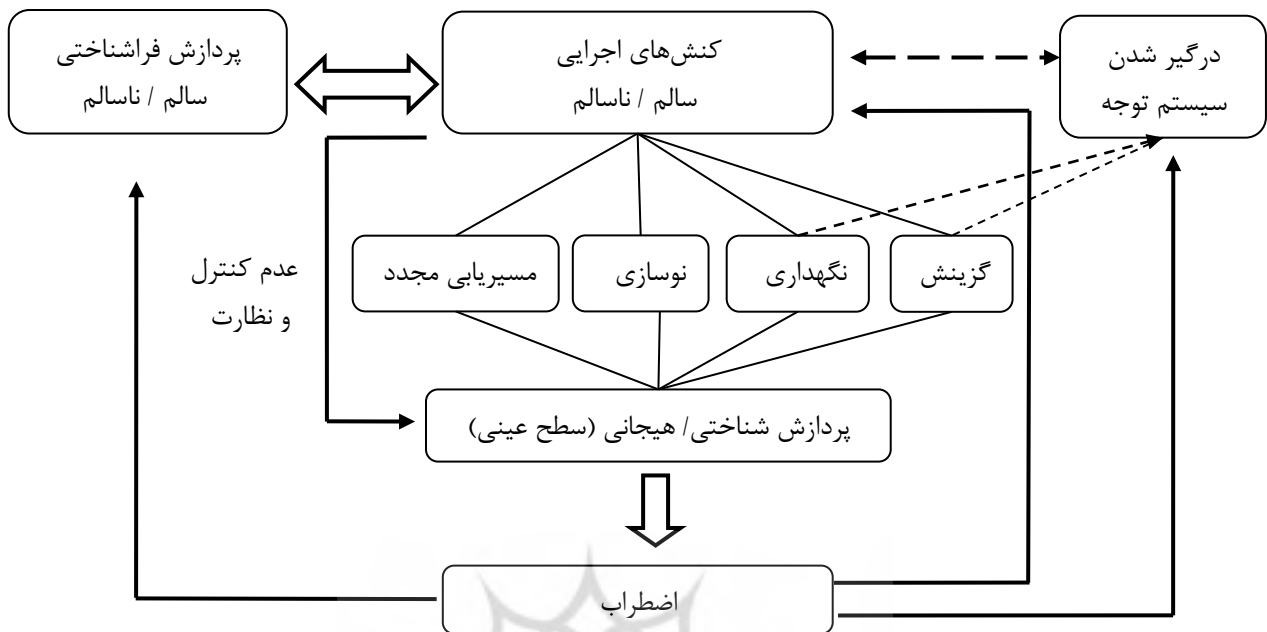 درگیر شدن
سیستم توجه
کنش‌های اجرایی
سالم / ناسالم
پردازش فراشناختی
سالم / ناسالم
گزینش
نگهداری
نوسازی
مسیریابی مجدد
عدم کنترل
و نظارت
پردازش شناختی/ هیجانی (سطح عینی)
اضطراب